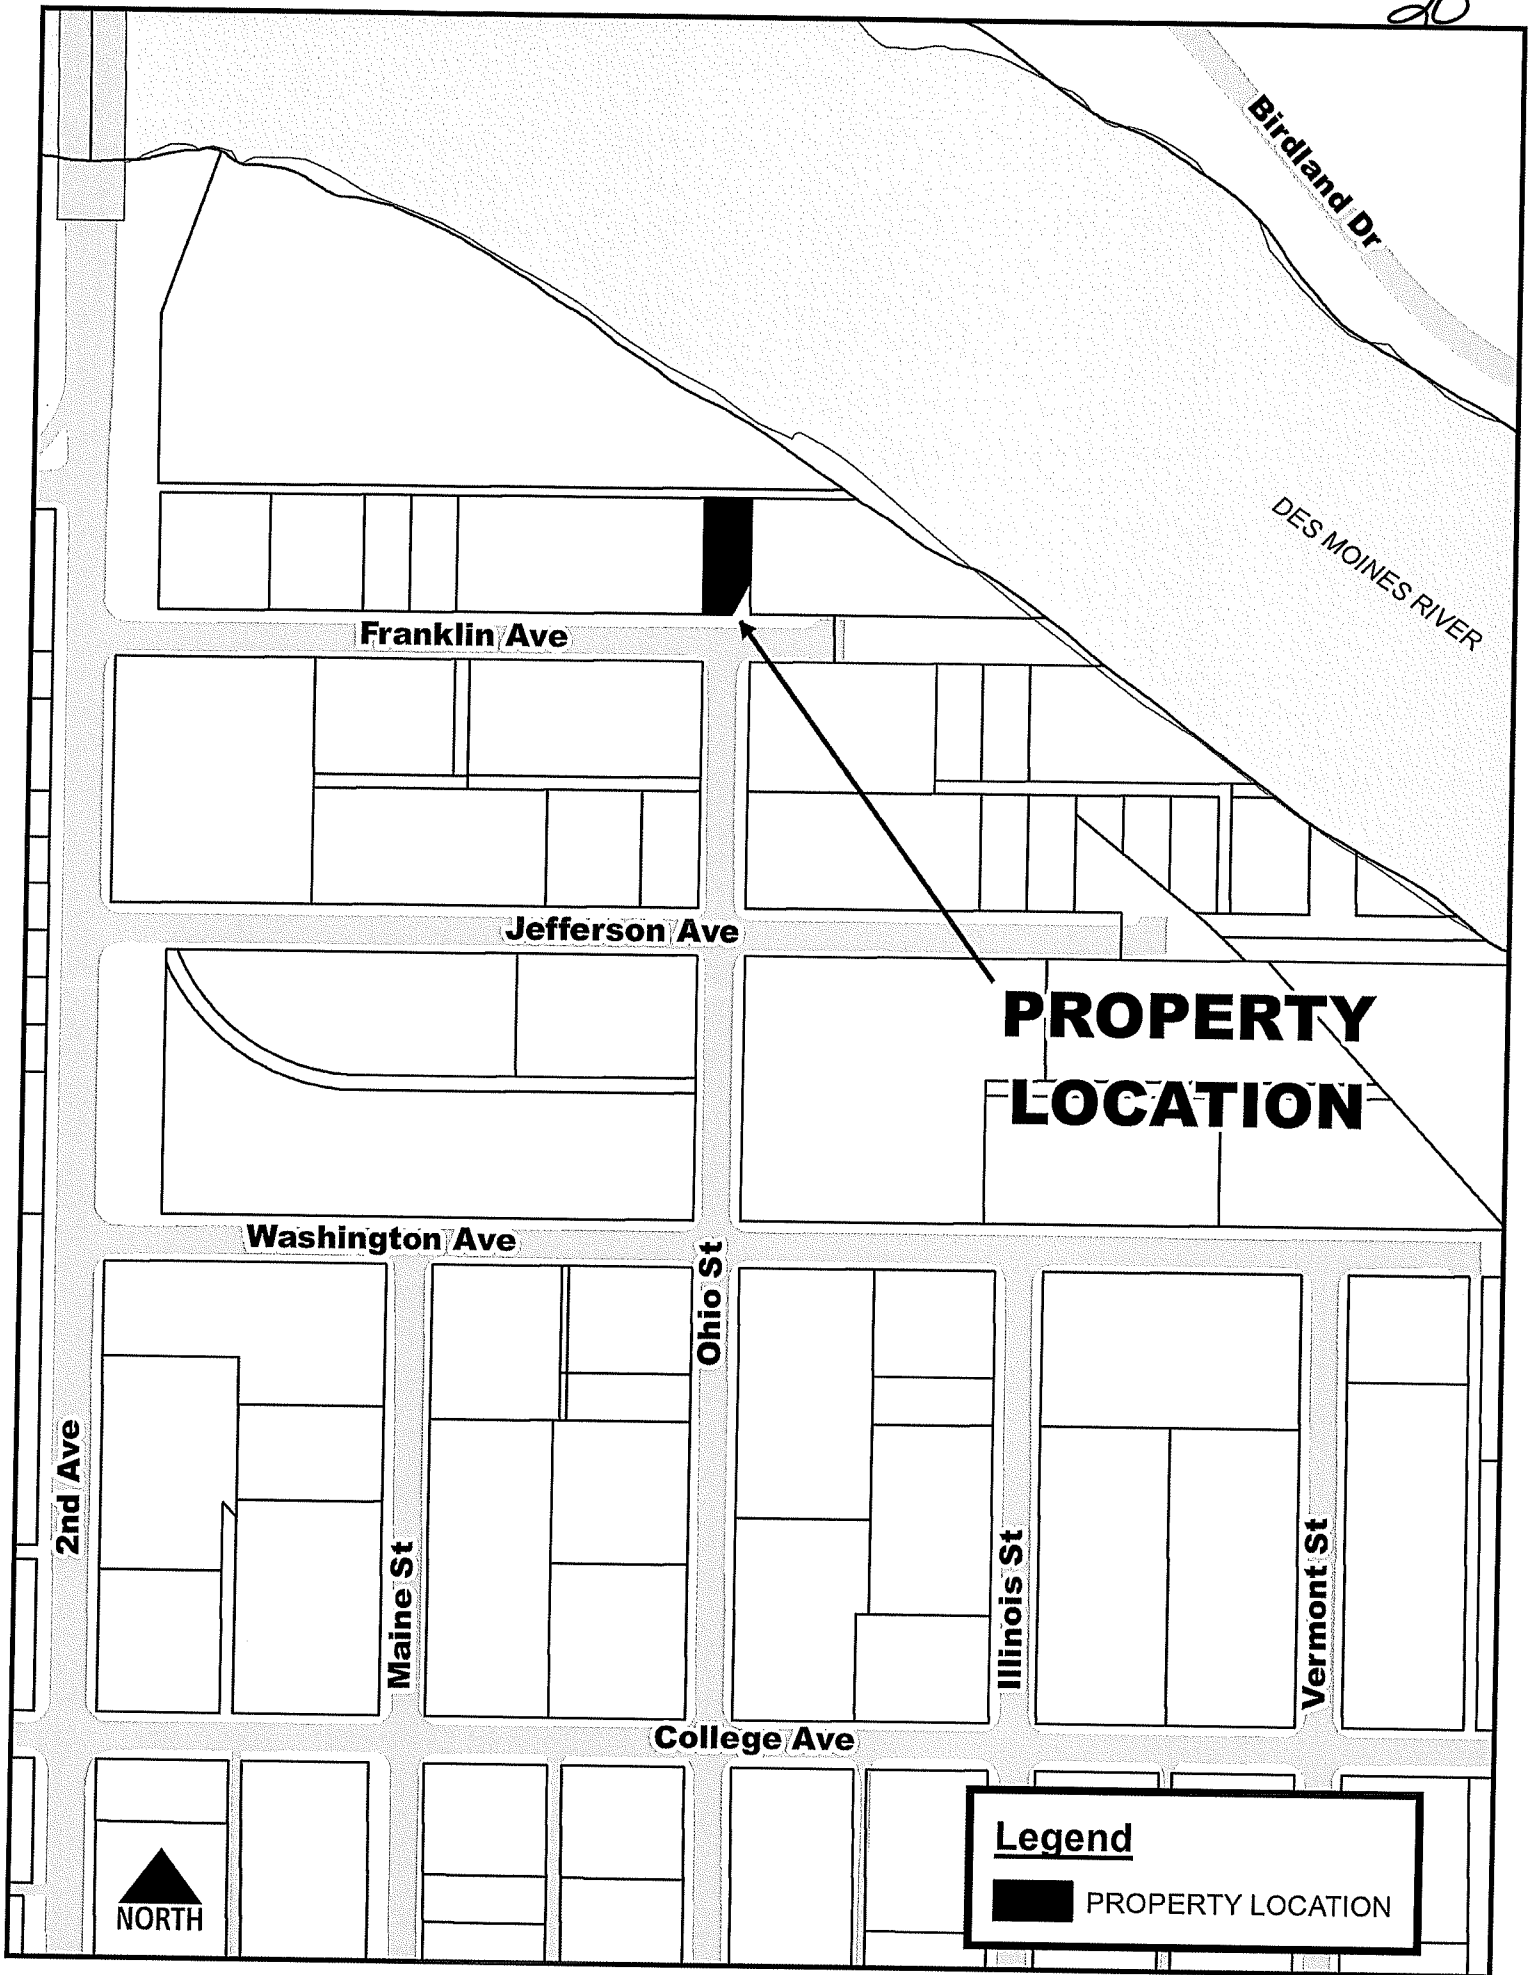 20
Birdland Dr
DES MOINES RIVER
Franklin Ave
Jefferson Ave
PROPERTY
LOCATION
Washington Ave
Ohio St
2nd Ave
Maine St
Illinois St
Vermont St
College Ave
Legend
PROPERTY LOCATION
NORTH